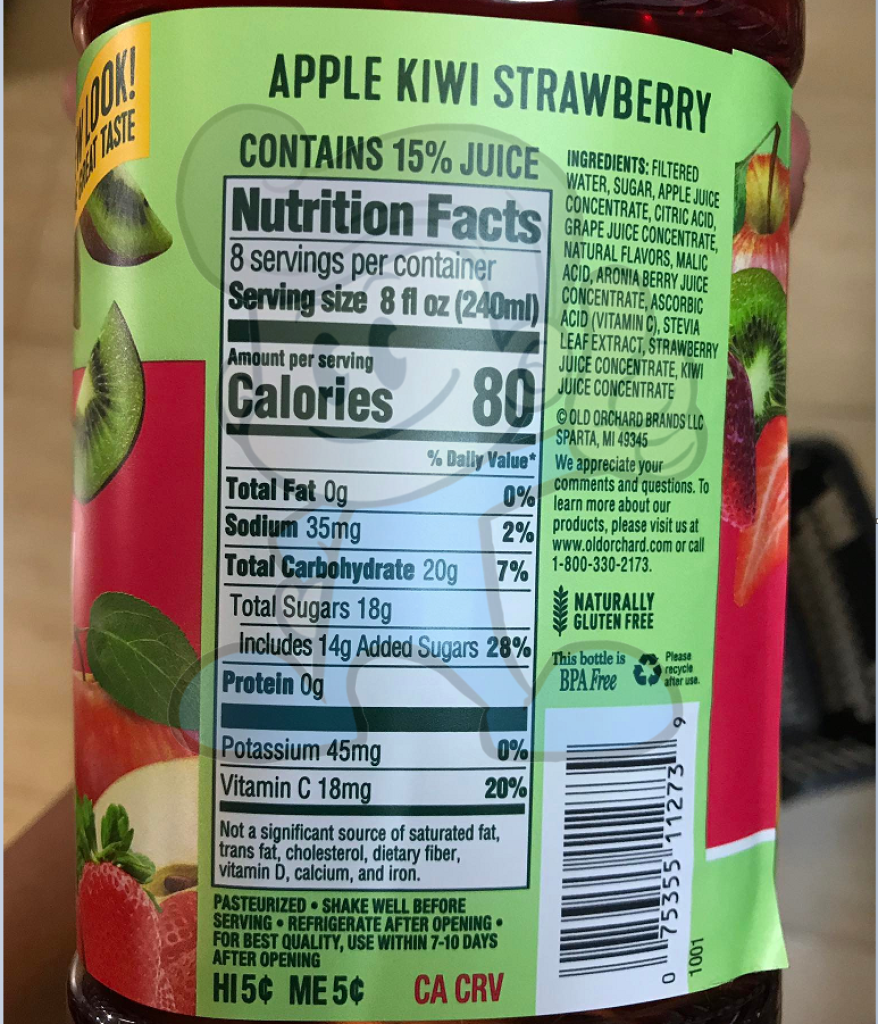 LOOK!
GREAT TASTE
APPLE KIWI STRAWBERRY
CONTAINS 15% JUICE
Nutrition Facts
8 servings per container
Serving size 8 fl oz (240ml)
Amount per serving
Calories 80
% Daily Value*
Total Fat 0g 0%
Sodium 35mg 2%
Total Carbohydrate 20g 7%
Total Sugars 18g
Includes 14g Added Sugars 28%
Protein 0g
Potassium 45mg 0%
Vitamin C 18mg 20%
Not a significant source of saturated fat,
trans fat, cholesterol, dietary fiber,
vitamin D, calcium, and iron.
PASTEURIZED • SHAKE WELL BEFORE
SERVING • REFRIGERATE AFTER OPENING •
FOR BEST QUALITY, USE WITHIN 7-10 DAYS
AFTER OPENING
HI 5¢ ME 5¢ CA CRV
INGREDIENTS: FILTERED
WATER, SUGAR, APPLE JUICE
CONCENTRATE, CITRIC ACID,
GRAPE JUICE CONCENTRATE,
NATURAL FLAVORS, MALIC
ACID, ARONIA BERRY JUICE
CONCENTRATE, ASCORBIC
ACID (VITAMIN C), STEVIA
LEAF EXTRACT, STRAWBERRY
JUICE CONCENTRATE, KIWI
JUICE CONCENTRATE
© OLD ORCHARD BRANDS LLC
SPARTA, MI 49345
We appreciate your
comments and questions. To
learn more about our
products, please visit us at
www.oldorchard.com or call
1-800-330-2173.
NATURALLY
GLUTEN FREE
This bottle is
BPA Free
Please
recycle
after use.
0 75355 11273 9
1001